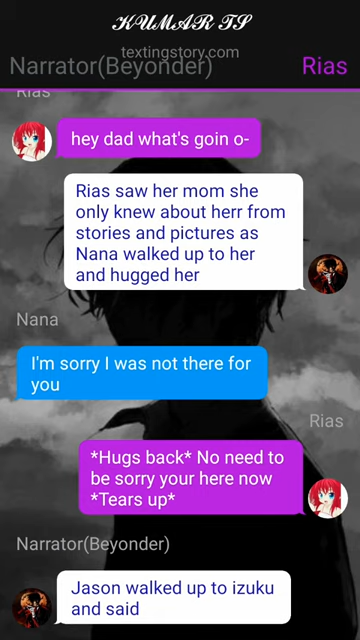 KUMAR TS
textingstory.com
Narrator(Beyonder)
Rias
Rias
hey dad what's goin o-
Rias saw her mom she
only knew about herr from
stories and pictures as
Nana walked up to her
and hugged her
Nana
I'm sorry I was not there for
you
Rias
*Hugs back* No need to
be sorry your here now
*Tears up*
Narrator(Beyonder)
Jason walked up to izuku
and said